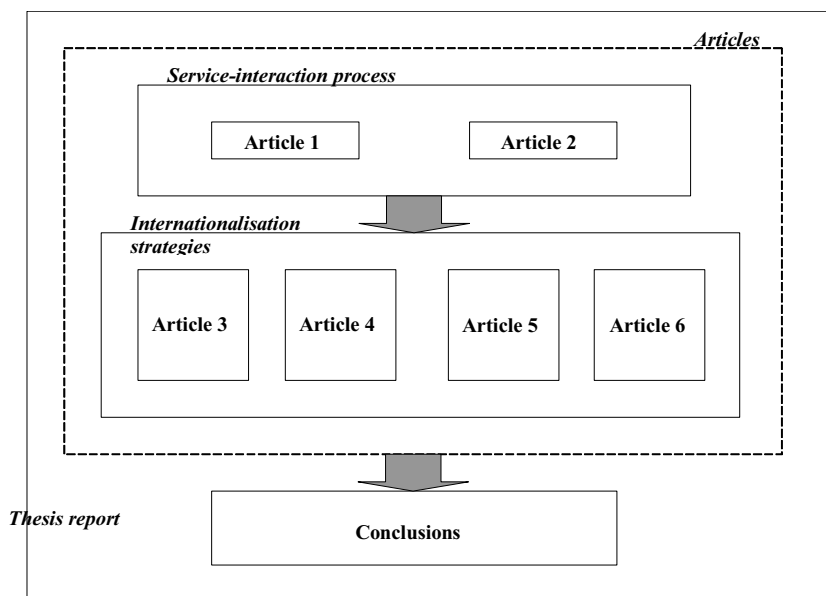 Articles
Service-interaction process
Article 1
Article 2
Internationalisation
strategies
Article 3
Article 4
Article 5
Article 6
Thesis report
Conclusions